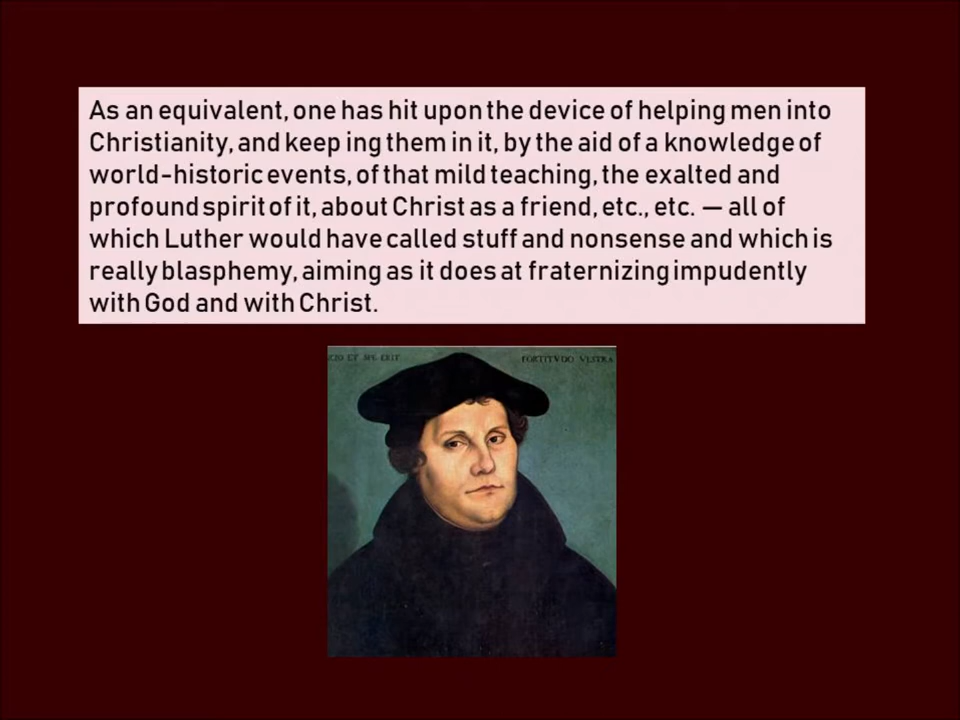 As an equivalent, one has hit upon the device of helping men into
Christianity, and keep ing them in it, by the aid of a knowledge of
world-historic events, of that mild teaching, the exalted and
profound spirit of it, about Christ as a friend, etc., etc. — all of
which Luther would have called stuff and nonsense and which is
really blasphemy, aiming as it does at fraternizing impudently
with God and with Christ.
ET SPE ERIT FORTITVDO VESTRA